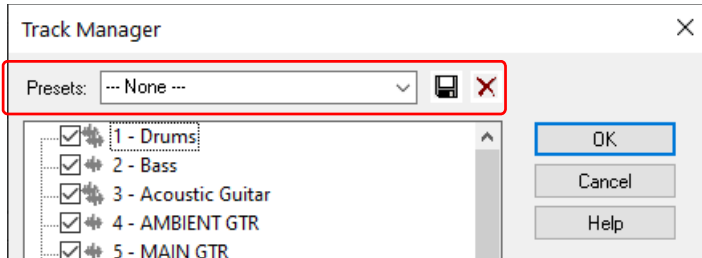 Track Manager
Presets: --- None ---
1 - Drums
OK
2 - Bass
Cancel
3 - Acoustic Guitar
4 - AMBIENT GTR
Help
5 - MAIN GTR